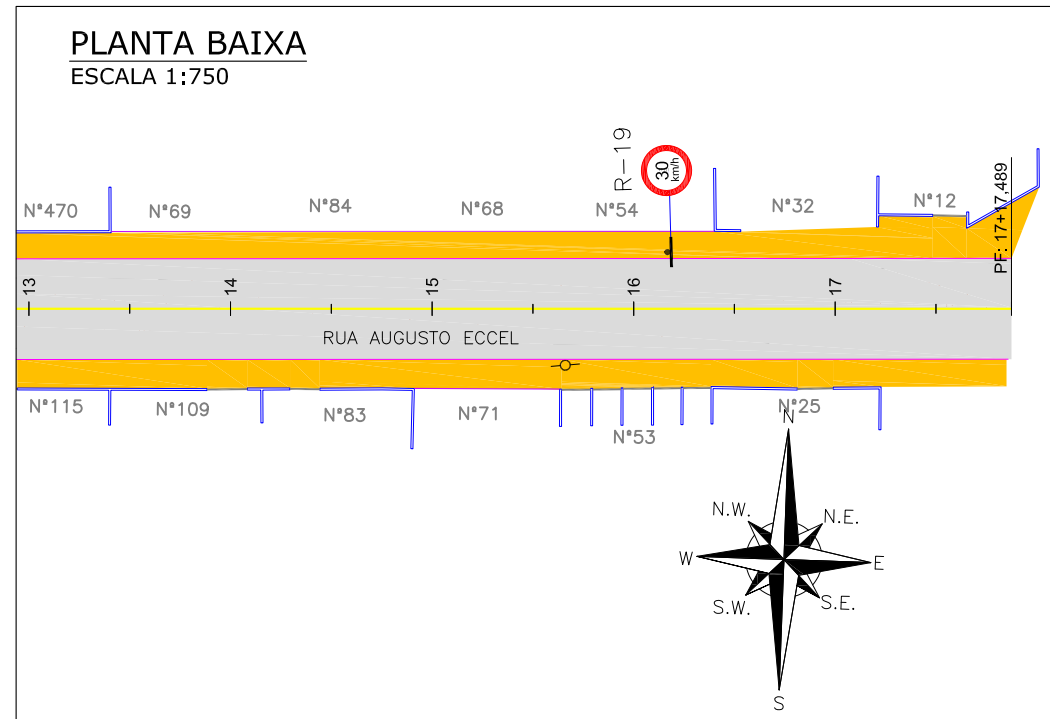 PLANTA BAIXA
ESCALA 1:750
R-19
30
km/h
N°470
N°69
N°84
N°68
N°54
N°32
N°12
PF: 17+17,489
13
14
15
16
17
RUA AUGUSTO ECCEL
N°115
N°109
N°83
N°71
N°53
N°25
N
N.W.
N.E.
W
E
S.W.
S.E.
S